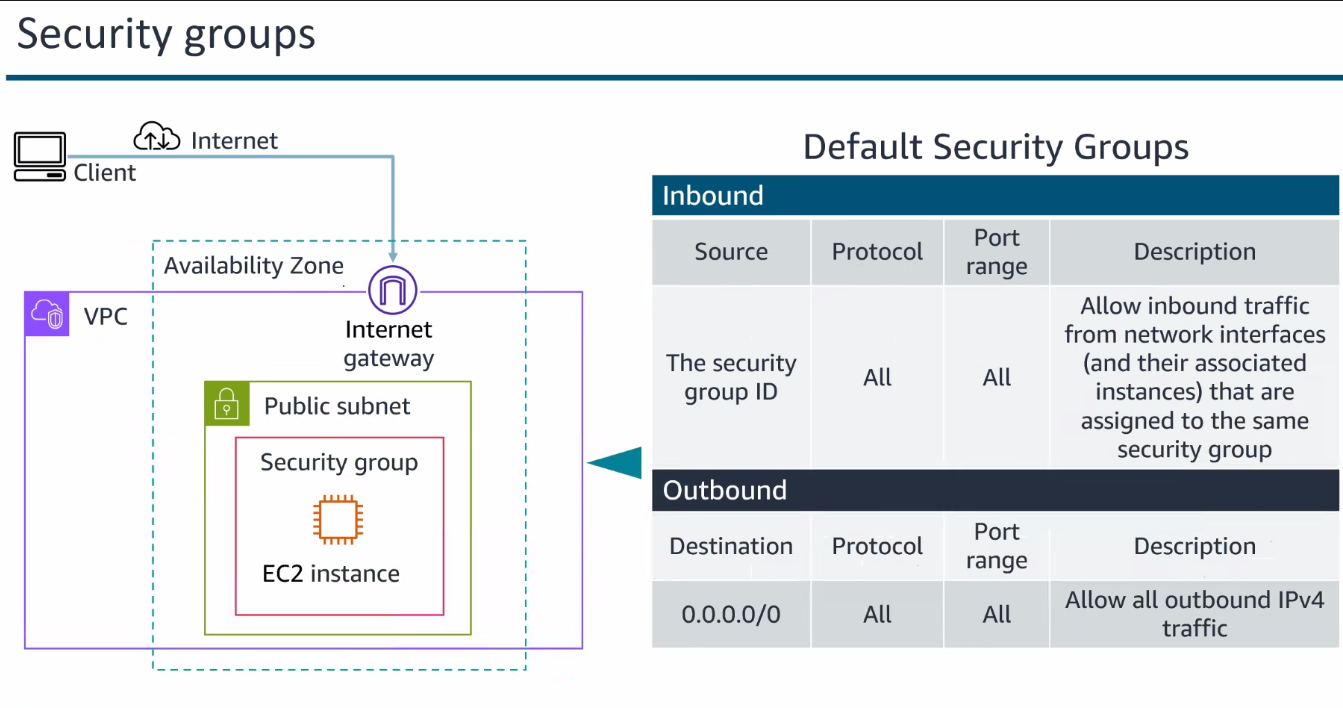 Security groups
Internet
Client
Availability Zone
VPC
Internet
gateway
Public subnet
Security group
EC2 instance
Default Security Groups
Inbound
Source
Protocol
Port
range
Description
The security
group ID
All
All
Allow inbound traffic
from network interfaces
(and their associated
instances) that are
assigned to the same
security group
Outbound
Destination
Protocol
Port
range
Description
0.0.0.0/0
All
All
Allow all outbound IPv4
traffic